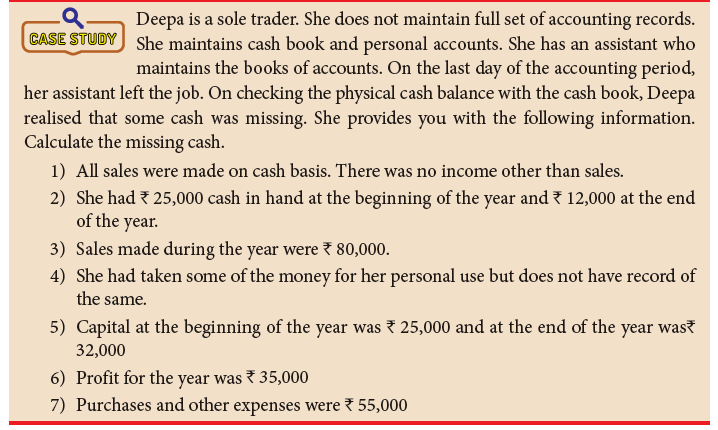 CASE STUDY
Deepa is a sole trader. She does not maintain full set of accounting records.
She maintains cash book and personal accounts. She has an assistant who
maintains the books of accounts. On the last day of the accounting period,
her assistant left the job. On checking the physical cash balance with the cash book, Deepa
realised that some cash was missing. She provides you with the following information.
Calculate the missing cash.
1) All sales were made on cash basis. There was no income other than sales.
2) She had ₹ 25,000 cash in hand at the beginning of the year and ₹ 12,000 at the end
of the year.
3) Sales made during the year were ₹ 80,000.
4) She had taken some of the money for her personal use but does not have record of
the same.
5) Capital at the beginning of the year was ₹ 25,000 and at the end of the year was₹
32,000
6) Profit for the year was ₹ 35,000
7) Purchases and other expenses were ₹ 55,000